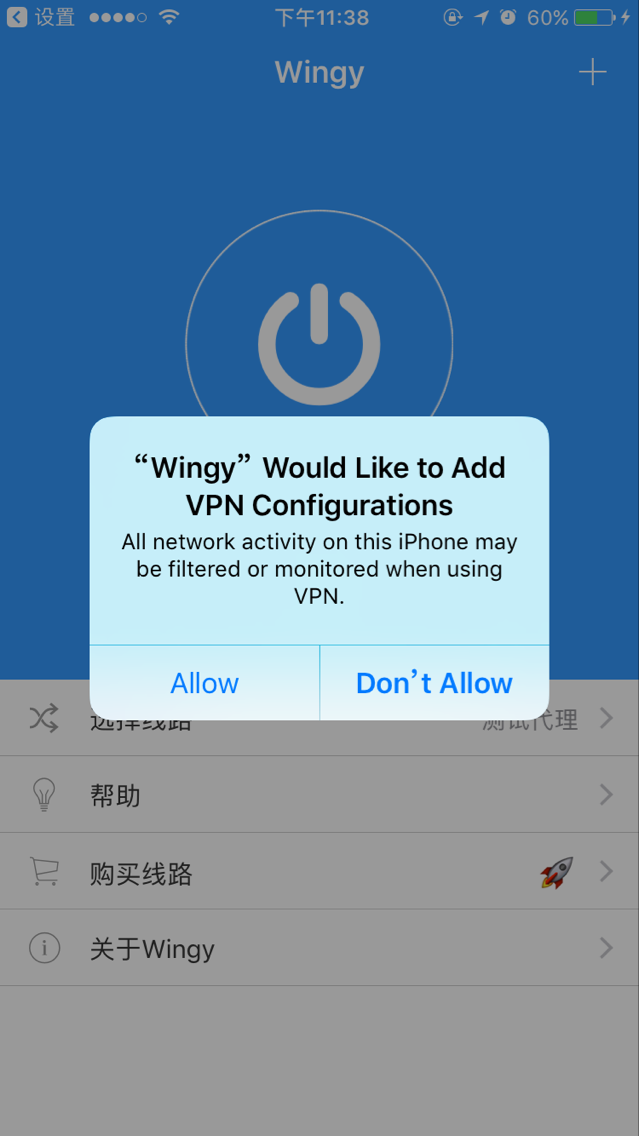 设置
下午11:38
60%
Wingy
“Wingy” Would Like to Add
VPN Configurations
All network activity on this iPhone may
be filtered or monitored when using
VPN.
Allow
Don’t Allow
选择线路
测试代理
帮助
购买线路
关于Wingy